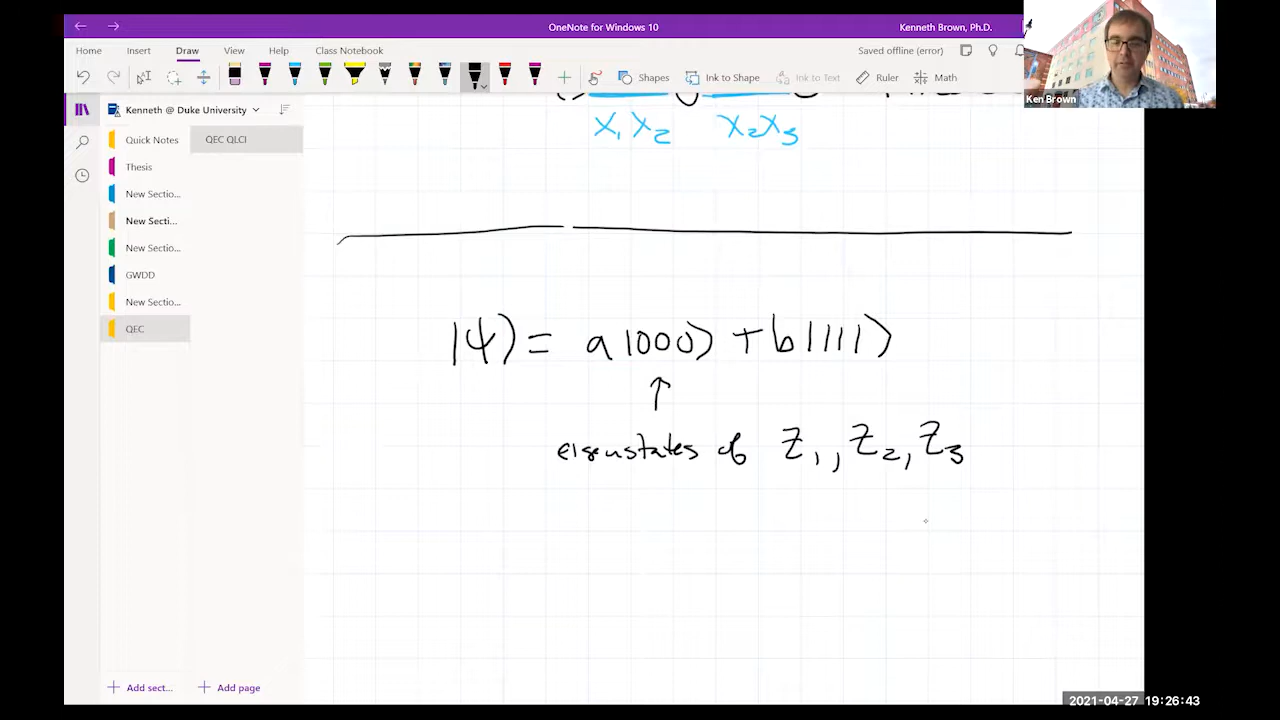 OneNote for Windows 10
Kenneth Brown, Ph.D.
Home Insert Draw View Help Class Notebook
Saved offline (error)
Shapes Ink to Shape Ink to Text Ruler Math
Ken Brown
Kenneth @ Duke University
Quick Notes
Thesis
New Sectio...
New Secti...
New Sectio...
GWDD
New Sectio...
QEC
QEC QLCI
X₁X₂ X₂X₃
|ψ⟩ = a|000⟩ + b|111⟩
↑
eigenstates of Z₁, Z₂, Z₃
Add sect...
Add page
2021-04-27 19:26:43